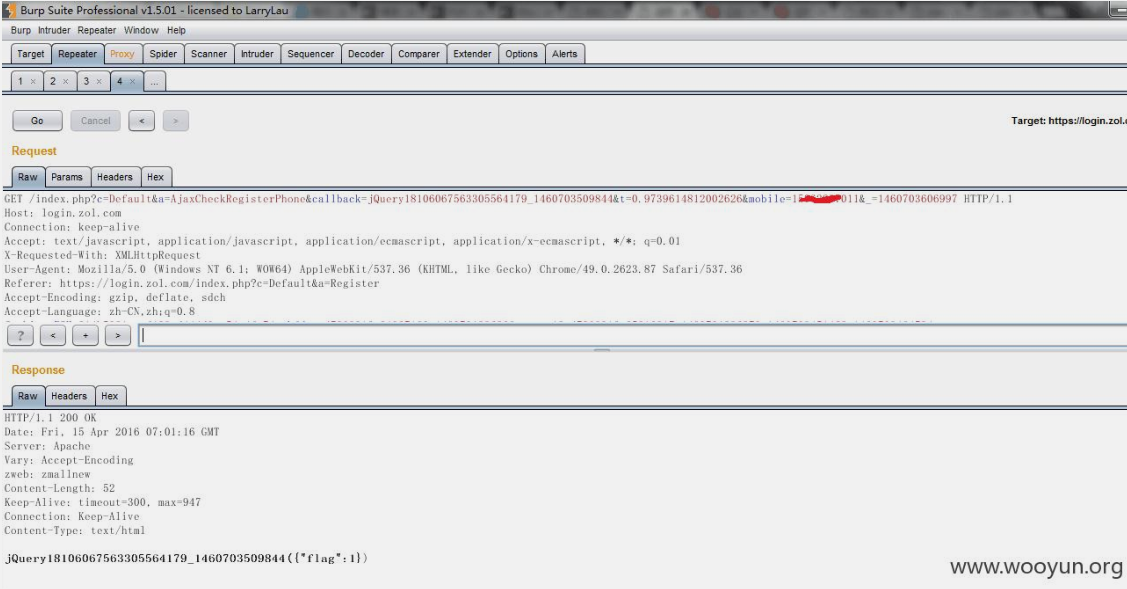 Burp Suite Professional v1.5.01 - licensed to LarryLau
Burp Intruder Repeater Window Help
Target Repeater Proxy Spider Scanner Intruder Sequencer Decoder Comparer Extender Options Alerts
1 × 2 × 3 × 4 × ...
Go Cancel < >
Target: https://login.zol.
Request
Raw Params Headers Hex
GET /index.php?c=Default&a=AjaxCheckRegisterPhone&callback=jQuery18106067563305564179_1460703509844&t=0.9739614812002626&mobile=1 011&_=1460703606997 HTTP/1.1
Host: login.zol.com
Connection: keep-alive
Accept: text/javascript, application/javascript, application/ecmascript, application/x-ecmascript, */*; q=0.01
X-Requested-With: XMLHttpRequest
User-Agent: Mozilla/5.0 (Windows NT 6.1; WOW64) AppleWebKit/537.36 (KHTML, like Gecko) Chrome/49.0.2623.87 Safari/537.36
Referer: https://login.zol.com/index.php?c=Default&a=Register
Accept-Encoding: gzip, deflate, sdch
Accept-Language: zh-CN,zh;q=0.8
? < + >
Response
Raw Headers Hex
HTTP/1.1 200 OK
Date: Fri, 15 Apr 2016 07:01:16 GMT
Server: Apache
Vary: Accept-Encoding
zweb: zmallnew
Content-Length: 52
Keep-Alive: timeout=300, max=947
Connection: Keep-Alive
Content-Type: text/html
jQuery18106067563305564179_1460703509844({"flag":1})
www.wooyun.org